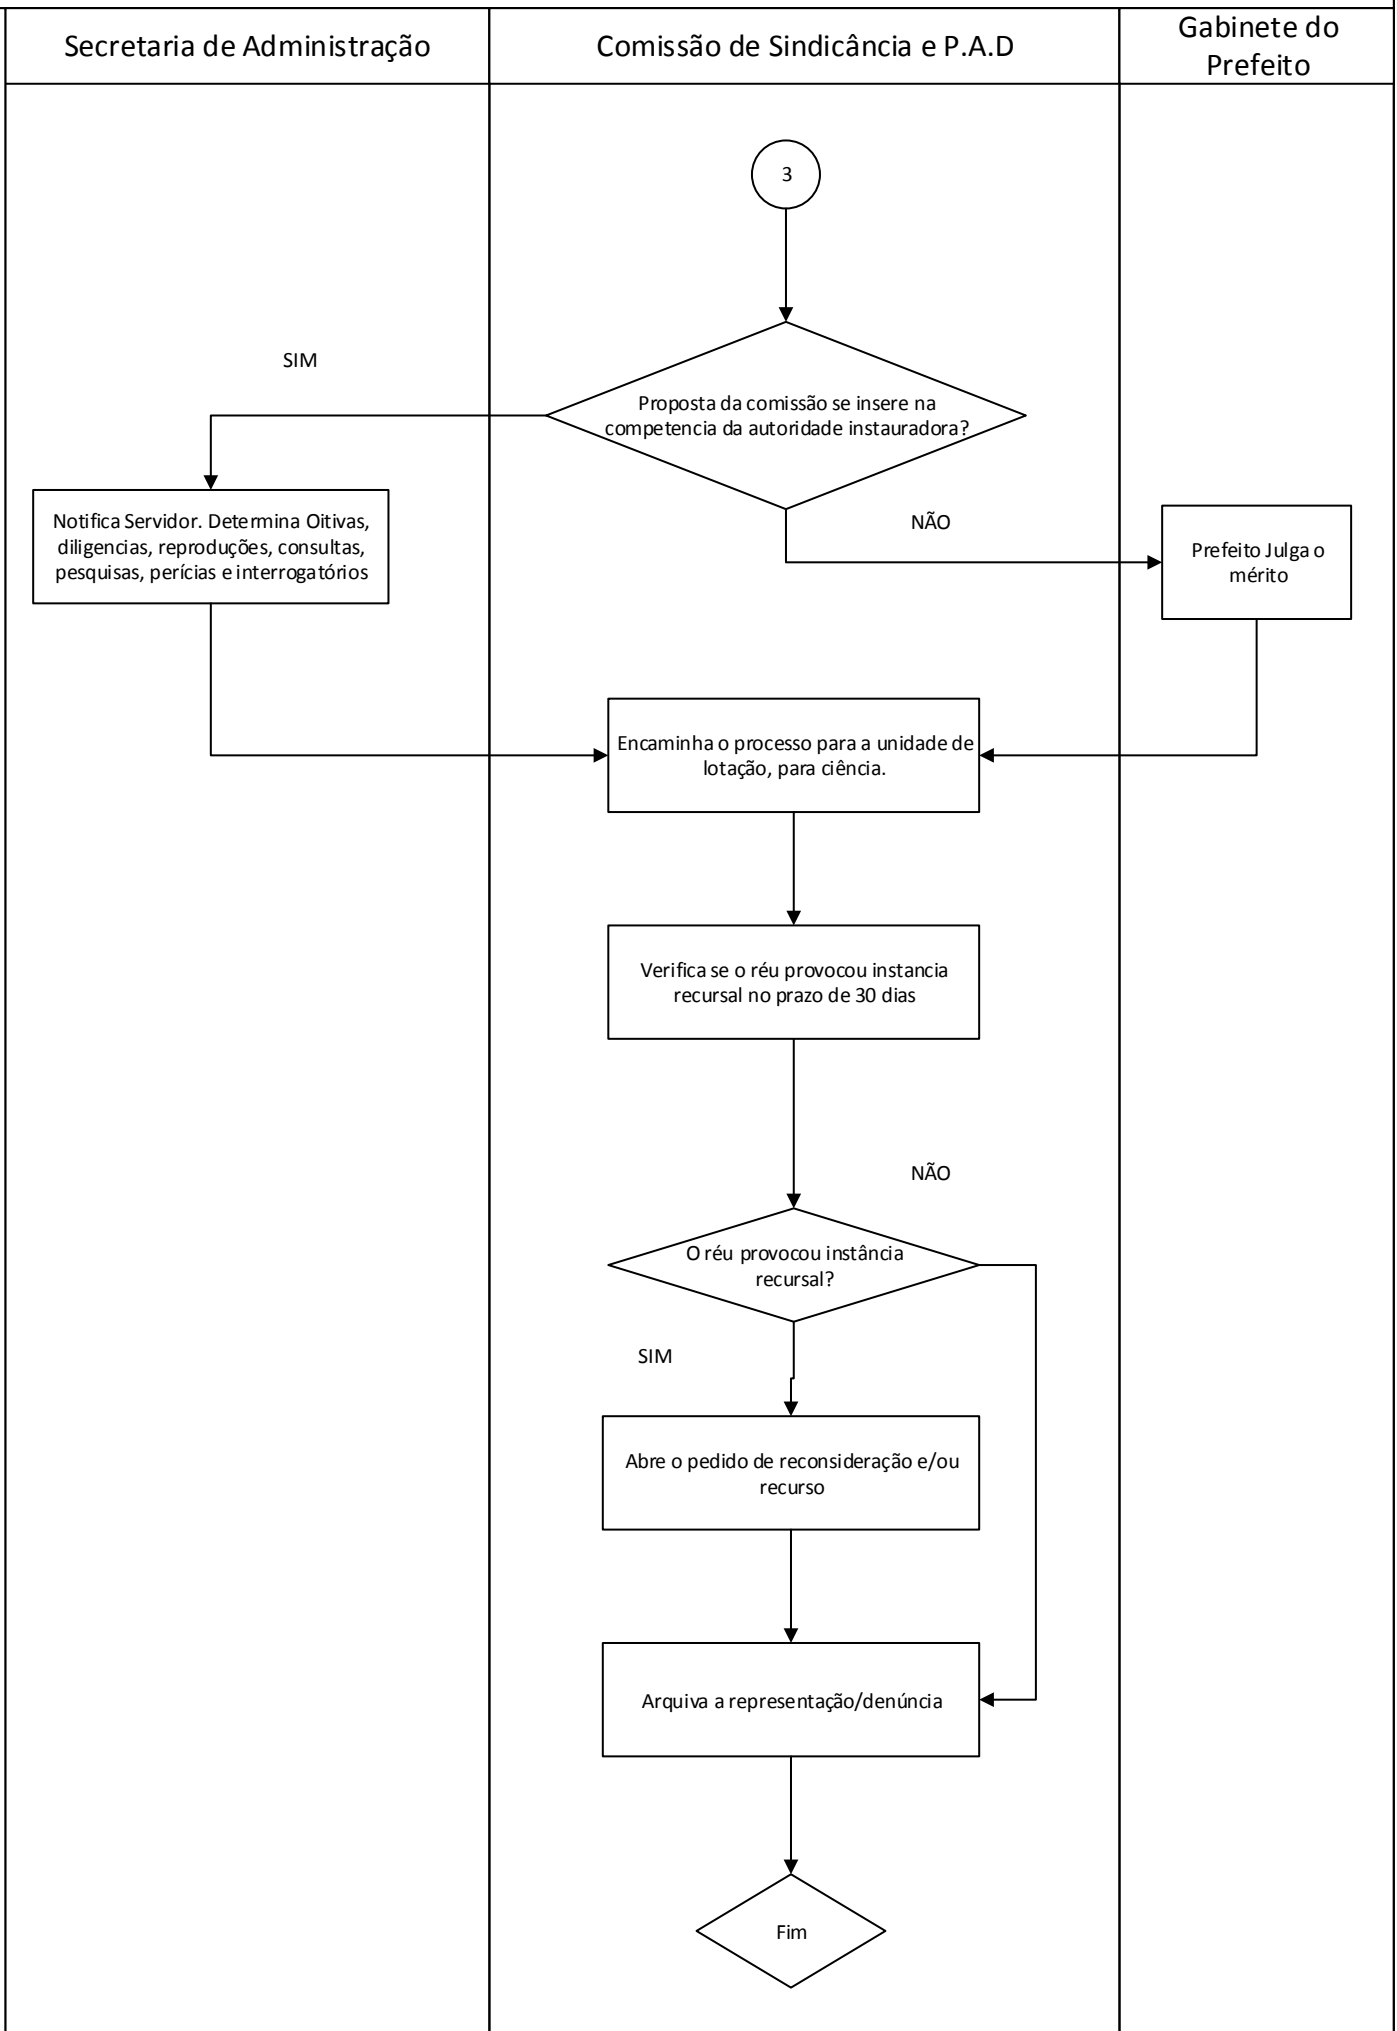 Secretaria de Administração
Comissão de Sindicância e P.A.D
Gabinete do
Prefeito
3
SIM
Proposta da comissão se insere na
competencia da autoridade instauradora?
Notifica Servidor. Determina Oitivas,
diligencias, reproduções, consultas,
pesquisas, perícias e interrogatórios
NÃO
Prefeito Julga o
mérito
Encaminha o processo para a unidade de
lotação, para ciência.
Verifica se o réu provocou instancia
recursal no prazo de 30 dias
NÃO
O réu provocou instância
recursal?
SIM
Abre o pedido de reconsideração e/ou
recurso
Arquiva a representação/denúncia
Fim